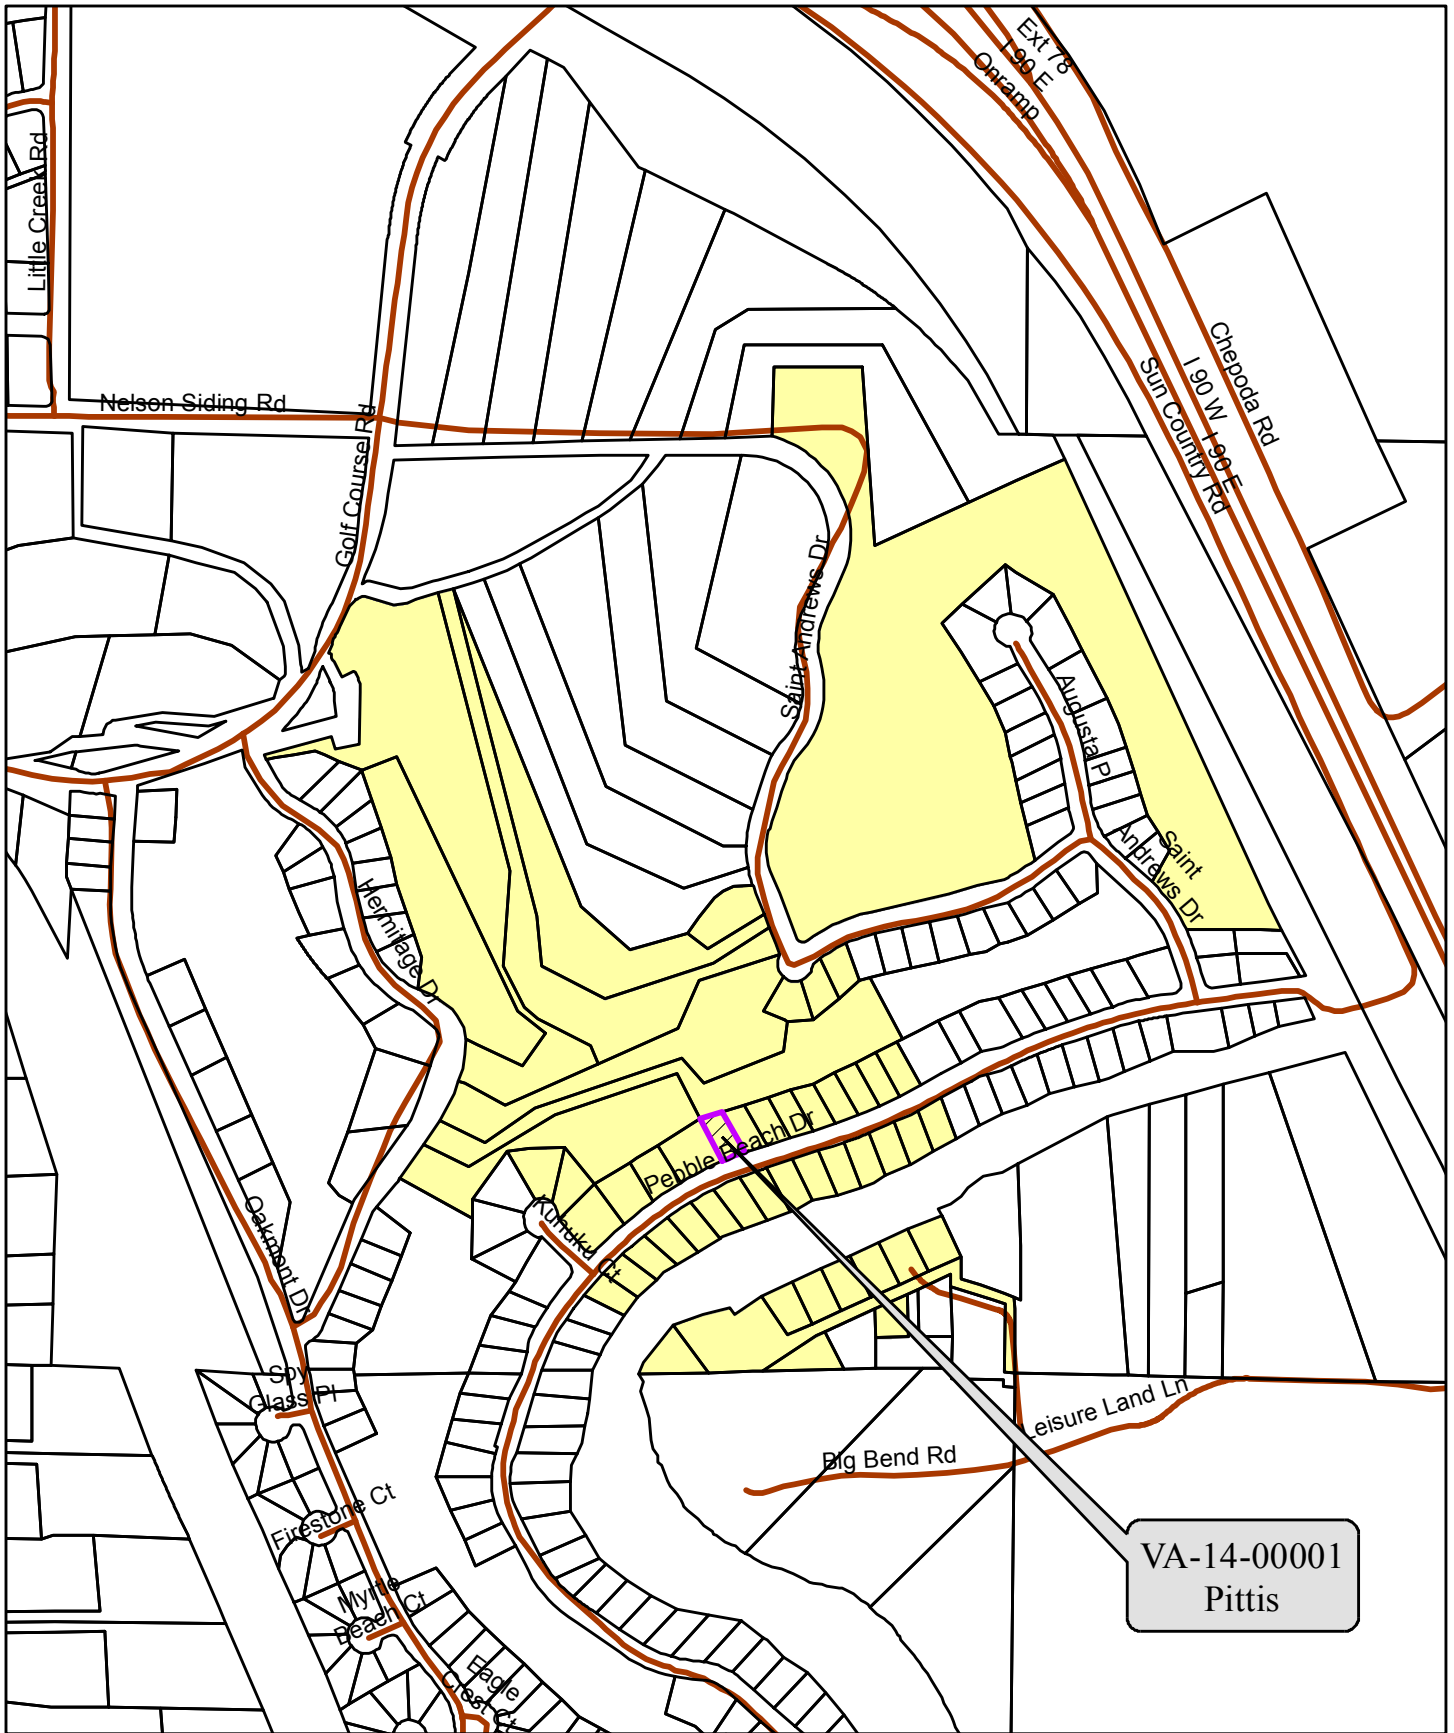 Ext 78
I 90 E
Onramp
Little Creek Rd
Nelson Siding Rd
Golf Course Rd
Chepoda Rd
I 90 W
I 90 E
Sun Country Rd
Saint Andrews Dr
Augusta P
Saint
Andrews Dr
Hermitage Dr
Pebble Beach Dr
Kunuku Ct
Oakmont Dr
Spy
Glass Pl
Leisure Land Ln
Big Bend Rd
Firestone Ct
Myrtle
Beach Ct
Eagle
Crest Ct
VA-14-00001
Pittis